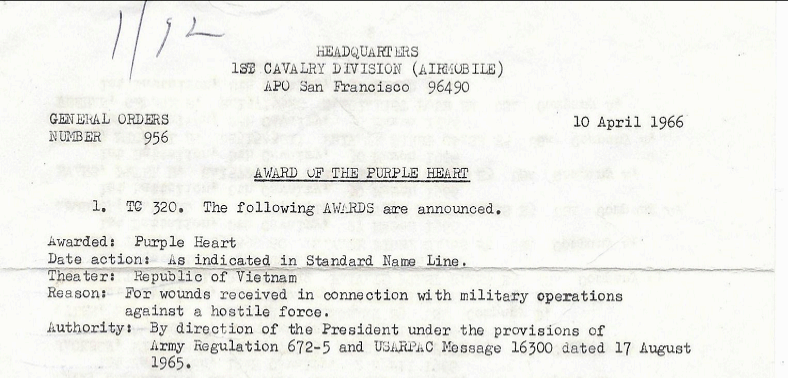 1/92
HEADQUARTERS
1ST CAVALRY DIVISION (AIRMOBILE)
APO San Francisco 96490
GENERAL ORDERS 10 April 1966
NUMBER 956
AWARD OF THE PURPLE HEART
1. TC 320. The following AWARDS are announced.
Awarded: Purple Heart
Date action: As indicated in Standard Name Line.
Theater: Republic of Vietnam
Reason: For wounds received in connection with military operations
against a hostile force.
Authority: By direction of the President under the provisions of
Army Regulation 672-5 and USARPAC Message 16300 dated 17 August
1965.